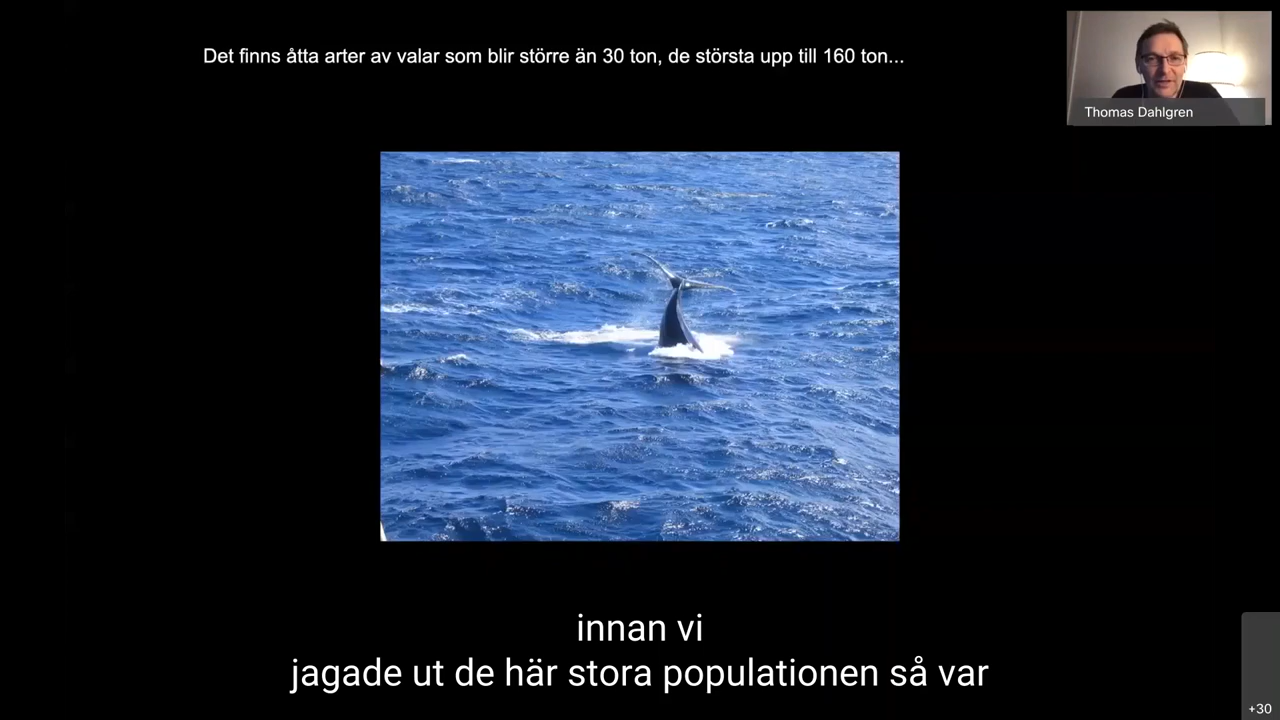 Det finns åtta arter av valar som blir större än 30 ton, de största upp till 160 ton...
Thomas Dahlgren
innan vi
jagade ut de här stora populationen så var
+30